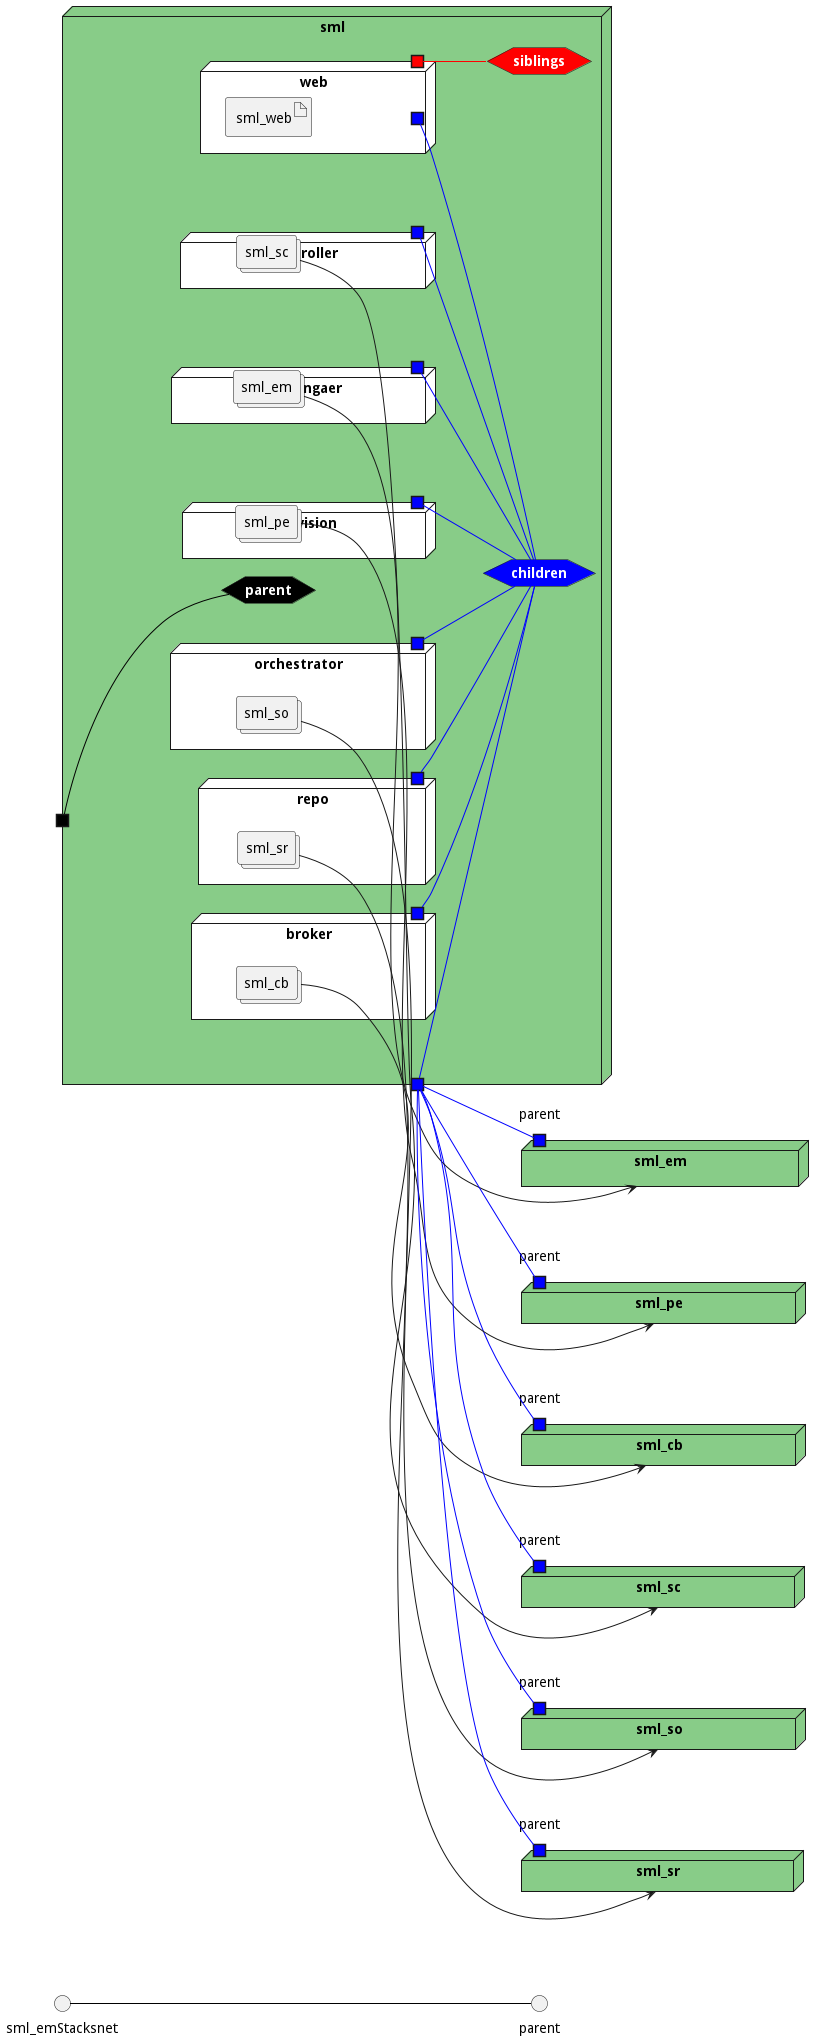 sml
siblings
web
sml_web
sml_sc
roller
sml_em
ngaer
sml_pe
vision
children
parent
orchestrator
sml_so
repo
sml_sr
broker
sml_cb
parent
sml_em
parent
sml_pe
parent
sml_cb
parent
sml_sc
parent
sml_so
parent
sml_sr
sml_emStacksnet
parent